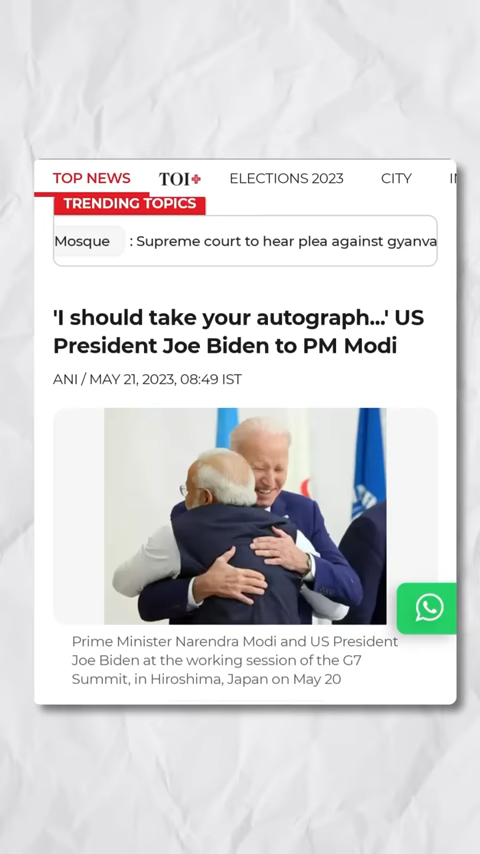 TOP NEWS TOI+ ELECTIONS 2023 CITY
TRENDING TOPICS
Mosque : Supreme court to hear plea against gyanva
'I should take your autograph...' US
President Joe Biden to PM Modi
ANI / MAY 21, 2023, 08:49 IST
Prime Minister Narendra Modi and US President
Joe Biden at the working session of the G7
Summit, in Hiroshima, Japan on May 20